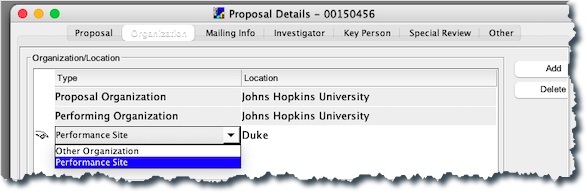 Proposal Details - 00150456
Proposal Organization Mailing Info Investigator Key Person Special Review Other
Organization/Location
Type Location
Add
Proposal Organization Johns Hopkins University
Delete
Performing Organization Johns Hopkins University
Performance Site Duke
Other Organization
Performance Site